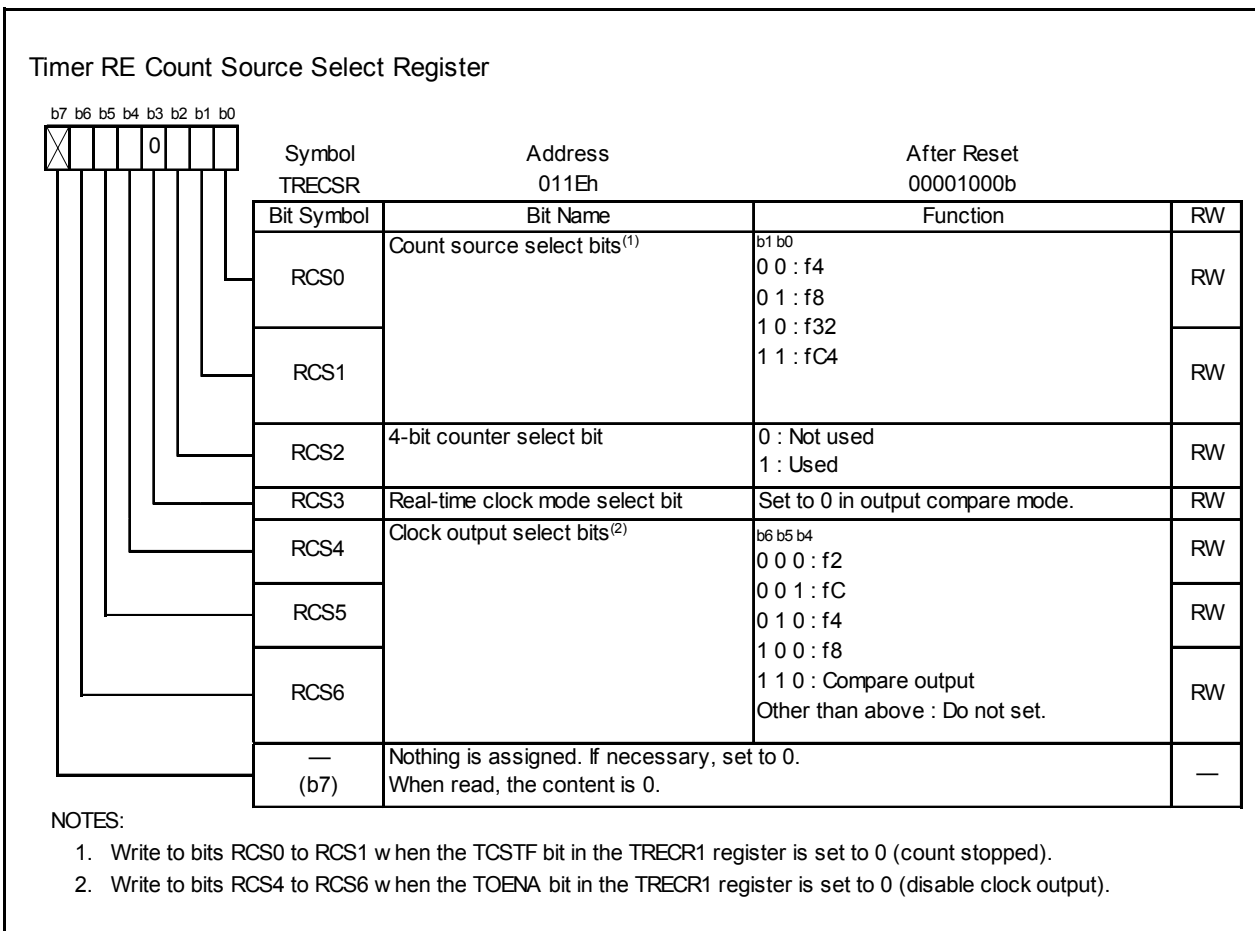 Timer RE Count Source Select Register
b7 b6 b5 b4 b3 b2 b1 b0
0
Symbol Address After Reset
TRECSR 011Eh 00001000b
Bit Symbol Bit Name Function RW
RCS0 Count source select bits(1) b1 b0 RW
0 0 : f4
0 1 : f8
1 0 : f32
RCS1 1 1 : fC4 RW
RCS2 4-bit counter select bit 0 : Not used RW
1 : Used
RCS3 Real-time clock mode select bit Set to 0 in output compare mode. RW
RCS4 Clock output select bits(2) b6 b5 b4 RW
0 0 0 : f2
RCS5 0 0 1 : fC RW
0 1 0 : f4
1 0 0 : f8
RCS6 1 1 0 : Compare output RW
Other than above : Do not set.
— Nothing is assigned. If necessary, set to 0. —
(b7) When read, the content is 0.
NOTES:
1. Write to bits RCS0 to RCS1 when the TCSTF bit in the TRECR1 register is set to 0 (count stopped).
2. Write to bits RCS4 to RCS6 when the TOENA bit in the TRECR1 register is set to 0 (disable clock output).